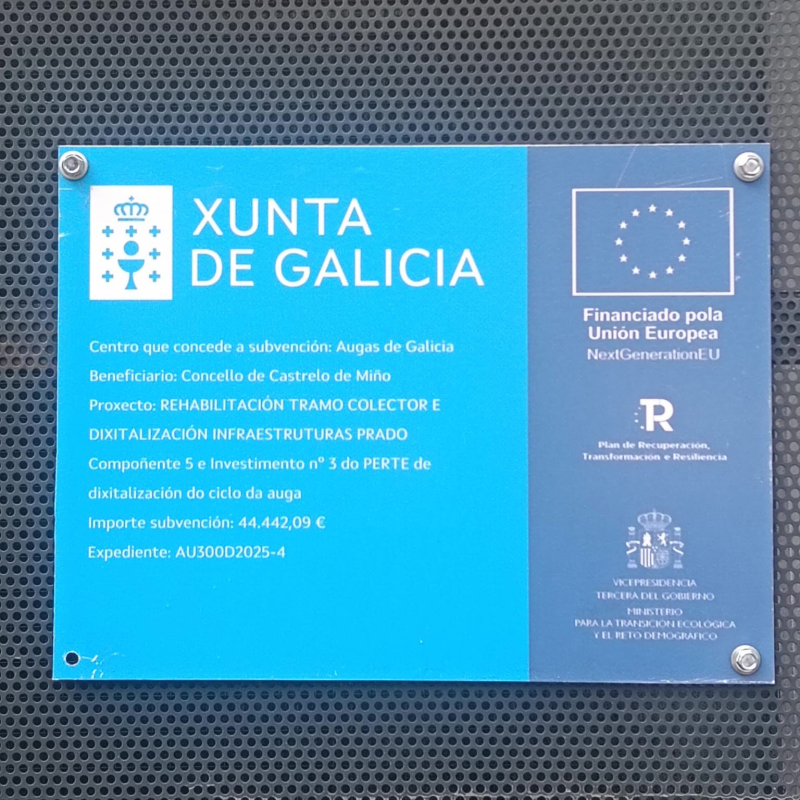 XUNTA
DE GALICIA
Centro que concede a subvención: Augas de Galicia
Beneficiario: Concello de Castrelo de Miño
Proxecto: REHABILITACIÓN TRAMO COLECTOR E
DIXITALIZACIÓN INFRAESTRUTURAS PRADO
Compoñente 5 e Investimento nº 3 do PERTE de
dixitalización do ciclo da auga
Importe subvención: 44.442,09 €
Expediente: AU300D2025-4
Financiado pola
Unión Europea
NextGenerationEU
TR
Plan de Recuperación,
Transformación e Resiliencia
VICEPRESIDENCIA
TERCERA DEL GOBIERNO
MINISTERIO
PARA LA TRANSICIÓN ECOLÓGICA
Y EL RETO DEMOGRÁFICO